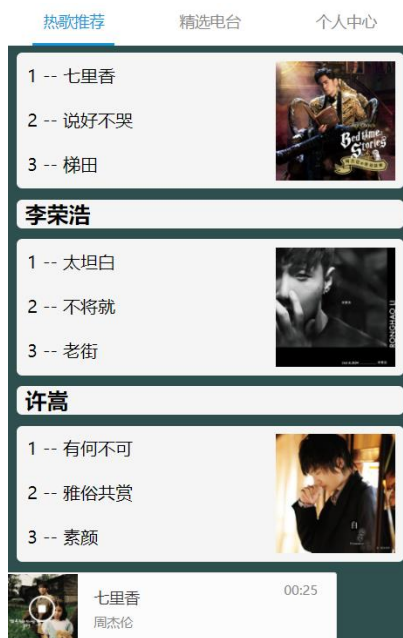 热歌推荐 精选电台 个人中心
1 -- 七里香
2 -- 说好不哭
3 -- 梯田
Bedtime
Stories
李荣浩
1 -- 太坦白
2 -- 不将就
3 -- 老街
RONGHAO LI
许嵩
1 -- 有何不可
2 -- 雅俗共赏
3 -- 素颜
自
七里香 00:25
周杰伦